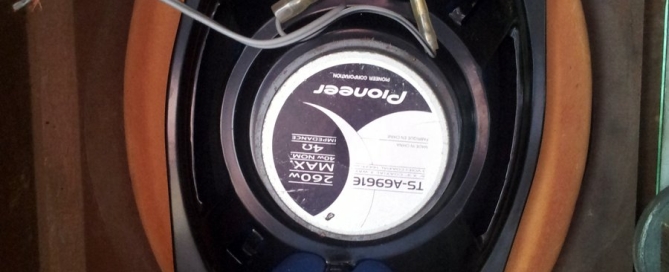 TS-A6961E
260W
MAX
40W NOM
4Ω
IMPEDANCE
Pioneer
PIONEER CORPORATION